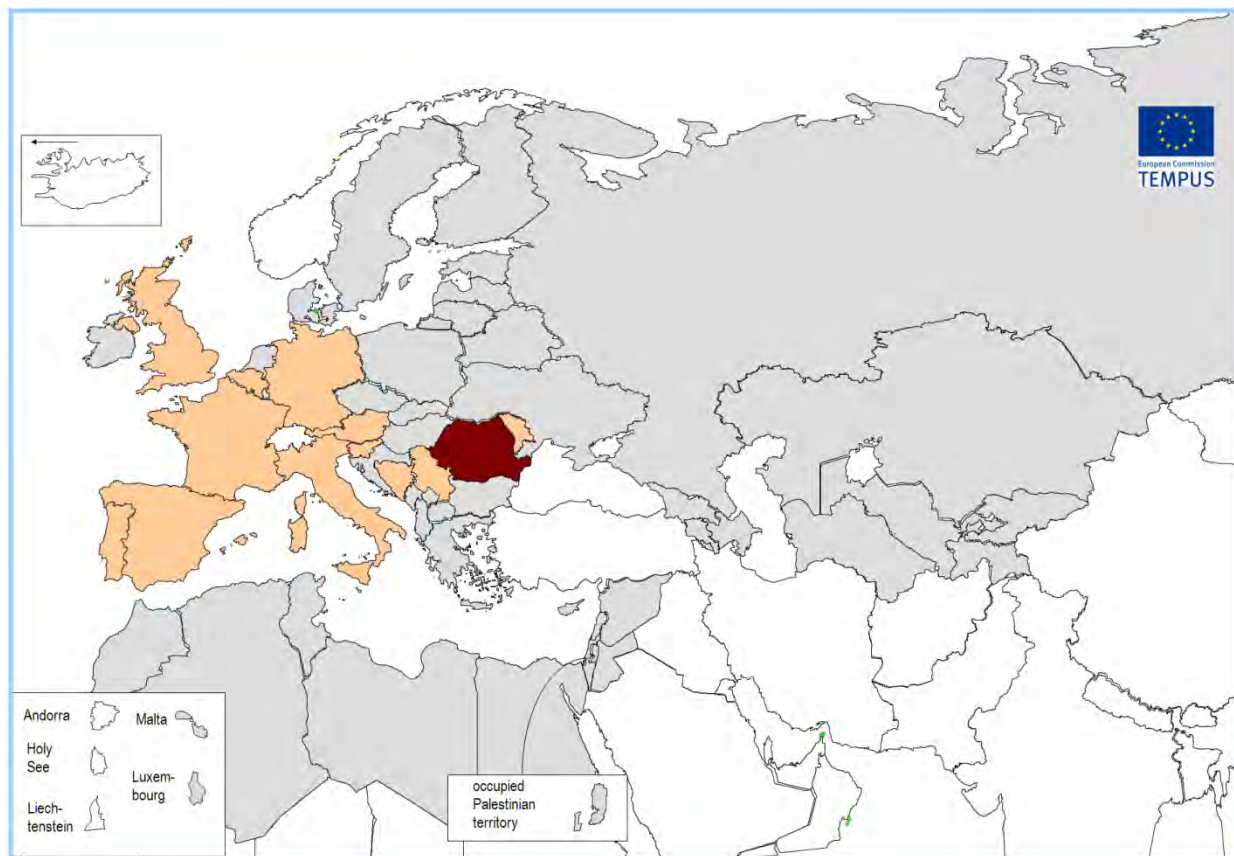 European Commission
TEMPUS
Andorra
Malta
Holy
See
Luxem-
bourg
Liech-
tenstein
occupied
Palestinian
territory